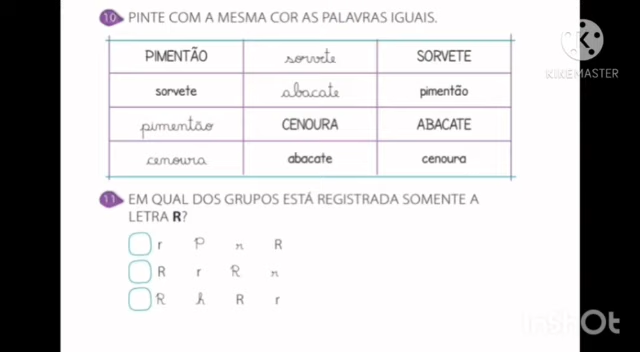 10 PINTE COM A MESMA COR AS PALAVRAS IGUAIS.
PIMENTÃO sorvete SORVETE
sorvete abacate pimentão
pimentão CENOURA ABACATE
cenoura abacate cenoura
11 EM QUAL DOS GRUPOS ESTÁ REGISTRADA SOMENTE A
LETRA R?
r P r R
R r R r
R h R r
KINEMASTER
InShOt